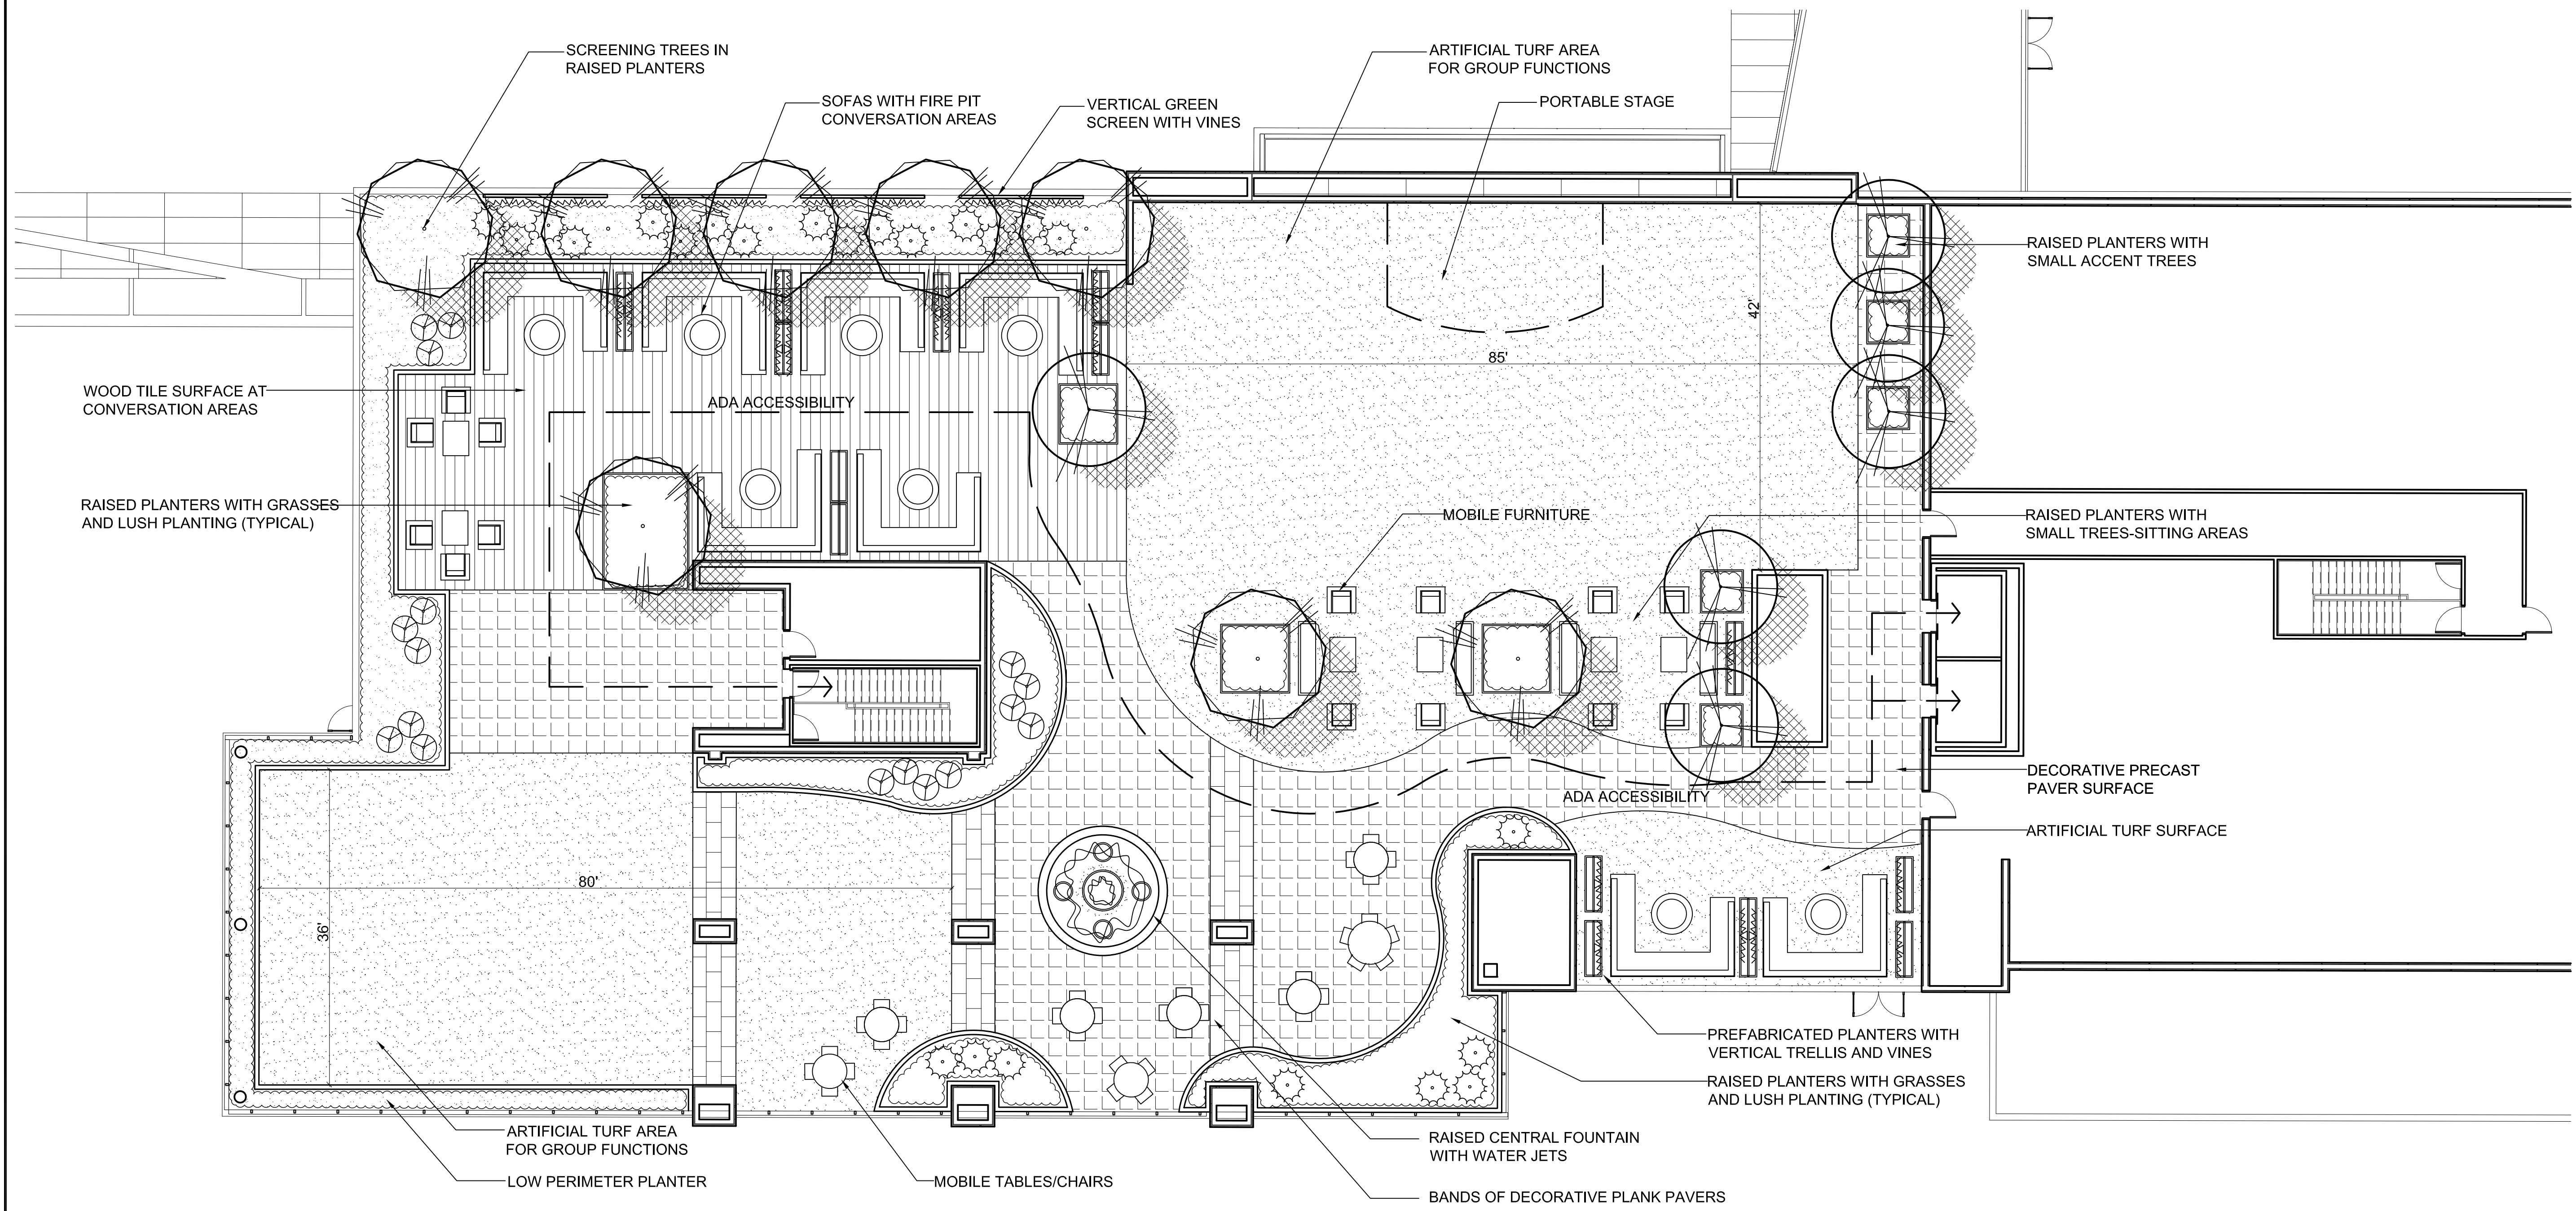 SCREENING TREES IN
RAISED PLANTERS
SOFAS WITH FIRE PIT
CONVERSATION AREAS
VERTICAL GREEN
SCREEN WITH VINES
ARTIFICIAL TURF AREA
FOR GROUP FUNCTIONS
PORTABLE STAGE
RAISED PLANTERS WITH
SMALL ACCENT TREES
42'
85'
WOOD TILE SURFACE AT
CONVERSATION AREAS
ADA ACCESSIBILITY
RAISED PLANTERS WITH GRASSES
AND LUSH PLANTING (TYPICAL)
MOBILE FURNITURE
RAISED PLANTERS WITH
SMALL TREES-SITTING AREAS
DECORATIVE PRECAST
PAVER SURFACE
ADA ACCESSIBILITY
ARTIFICIAL TURF SURFACE
80'
36'
PREFABRICATED PLANTERS WITH
VERTICAL TRELLIS AND VINES
RAISED PLANTERS WITH GRASSES
AND LUSH PLANTING (TYPICAL)
ARTIFICIAL TURF AREA
FOR GROUP FUNCTIONS
RAISED CENTRAL FOUNTAIN
WITH WATER JETS
LOW PERIMETER PLANTER
MOBILE TABLES/CHAIRS
BANDS OF DECORATIVE PLANK PAVERS